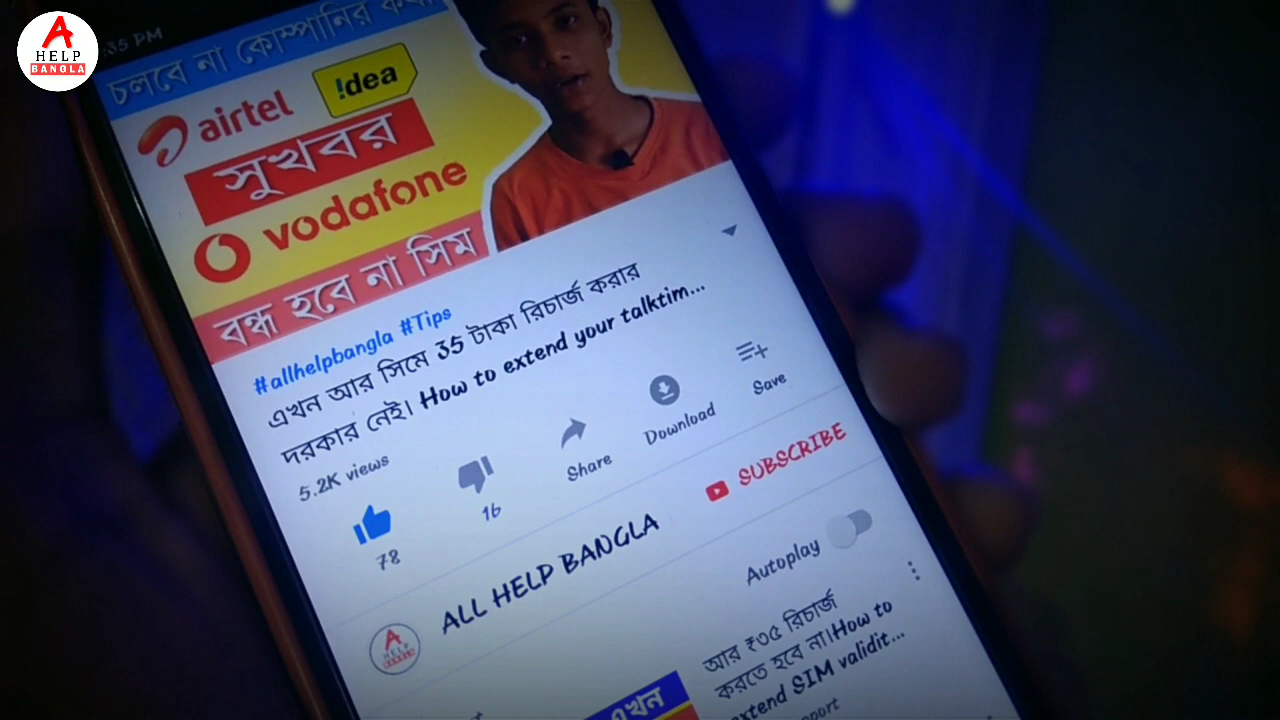 A
HELP
BANGLA
:35 PM
চলবে না কোম্পানির কথা
airtel
!dea
সুখবর
vodafone
বন্ধ হবে না সিম
#allhelpbangla #Tips
এখন আর সিমে 35 টাকা রিচার্জ করার
দরকার নেই। How to extend your talktim...
5.2K views
78
16
Share
Download
Save
ALL HELP BANGLA
SUBSCRIBE
A
HELP
BANGLA
Autoplay
আর ₹৩৫ রিচার্জ
করতে হবে না।How to
extend SIM validit...
এখন